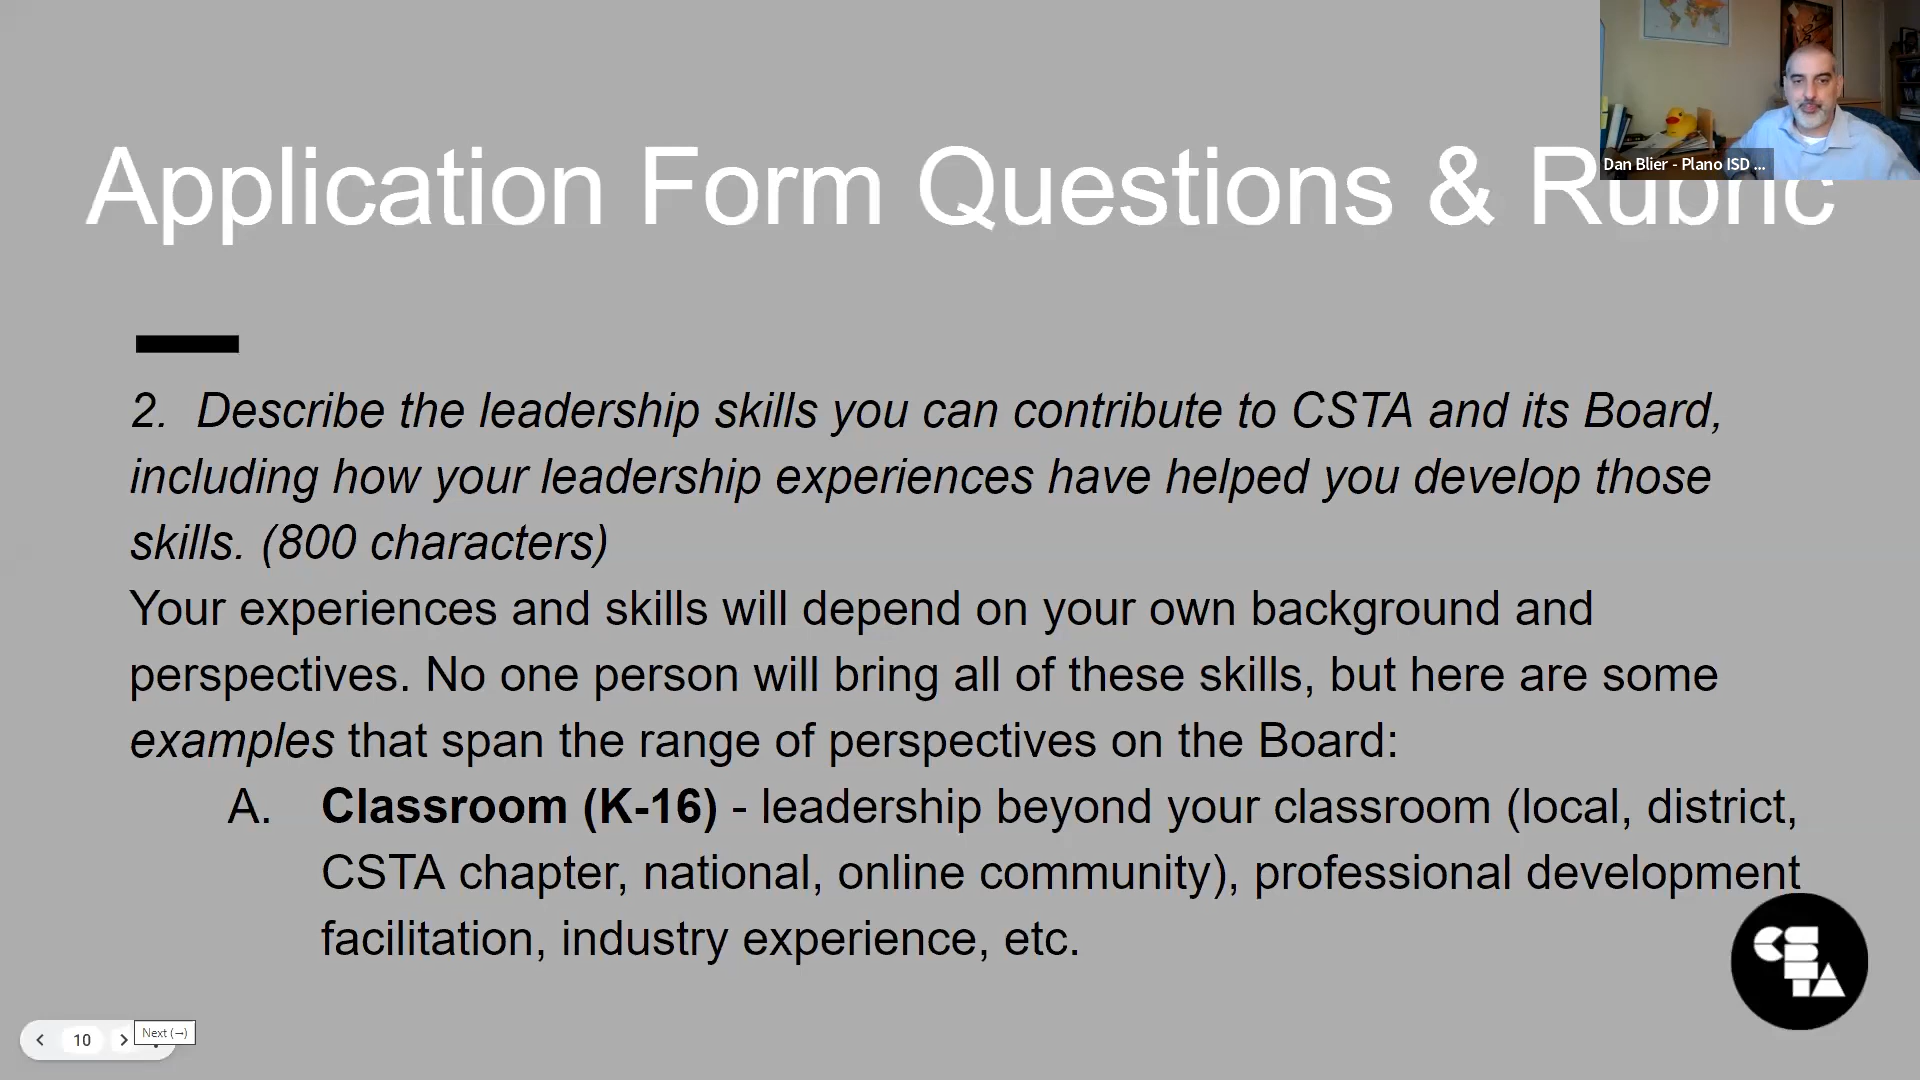 Application Form Questions & Rubric
Dan Blier - Plano ISD ...
2. Describe the leadership skills you can contribute to CSTA and its Board,
including how your leadership experiences have helped you develop those
skills. (800 characters)
Your experiences and skills will depend on your own background and
perspectives. No one person will bring all of these skills, but here are some
examples that span the range of perspectives on the Board:
A. Classroom (K-16) - leadership beyond your classroom (local, district,
CSTA chapter, national, online community), professional development
facilitation, industry experience, etc.
CSTA
10
Next (→)